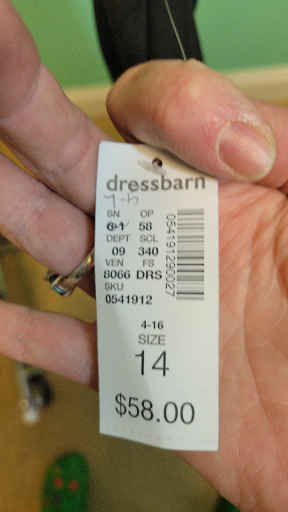 dressbarn
SN OP
58
DEPT SCL
09 340
VEN FS
8066 DRS
SKU
0541912
054191290027
4-16
SIZE
14
$58.00